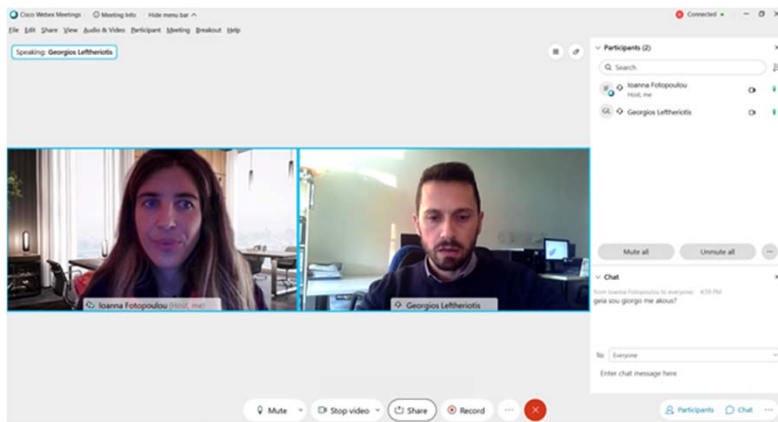 Cisco Webex Meetings
Meeting Info
Hide menu bar
Connected
File Edit Share View Audio & Video Participant Meeting Breakout Help
Speaking: Georgios Leftheriotis
Participants (2)
Search
Ioanna Fotopoulou
Host, me
GL
Georgios Leftheriotis
Mute all
Unmute all
Chat
from Ioanna Fotopoulou to everyone: 4:59 PM
geia sou giorgo me akous?
Ioanna Fotopoulou (Host, me)
Georgios Leftheriotis
To: Everyone
Enter chat message here
Mute
Stop video
Share
Record
Participants
Chat